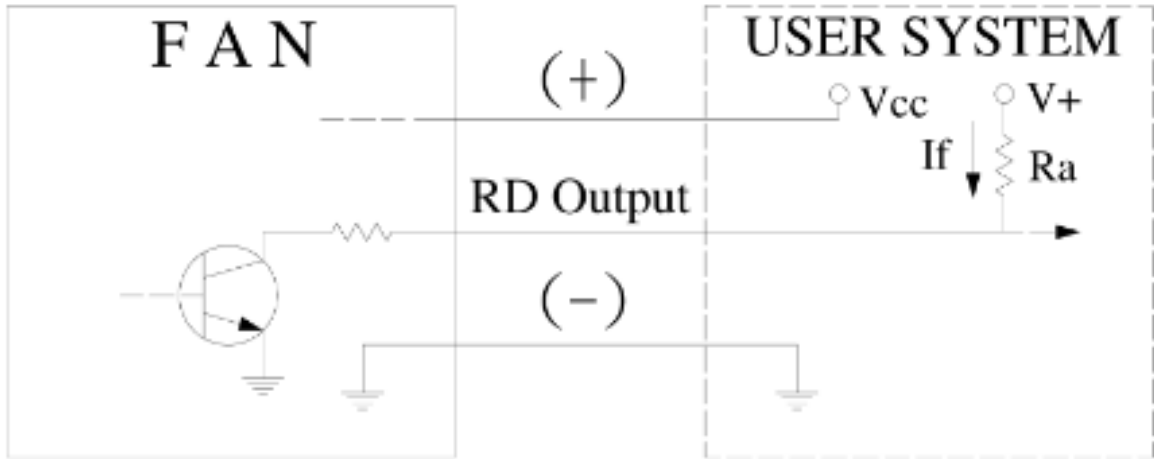 F A N
USER SYSTEM
(+)
Vcc
V+
If
Ra
RD Output
(-)